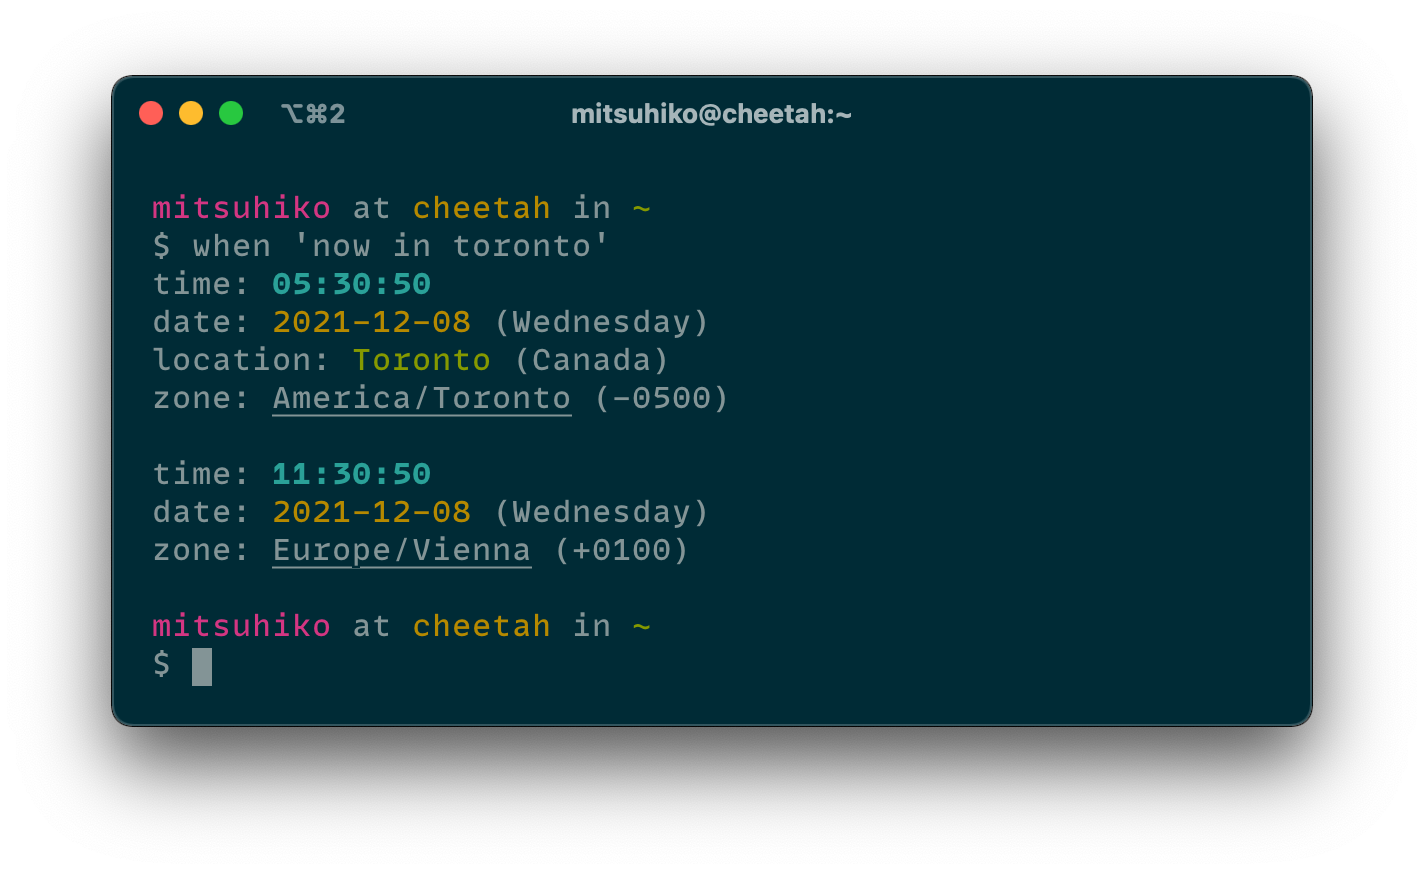 ⌥⌘2 mitsuhiko@cheetah:~
mitsuhiko at cheetah in ~
$ when 'now in toronto'
time: 05:30:50
date: 2021-12-08 (Wednesday)
location: Toronto (Canada)
zone: America/Toronto (-0500)
time: 11:30:50
date: 2021-12-08 (Wednesday)
zone: Europe/Vienna (+0100)
mitsuhiko at cheetah in ~
$